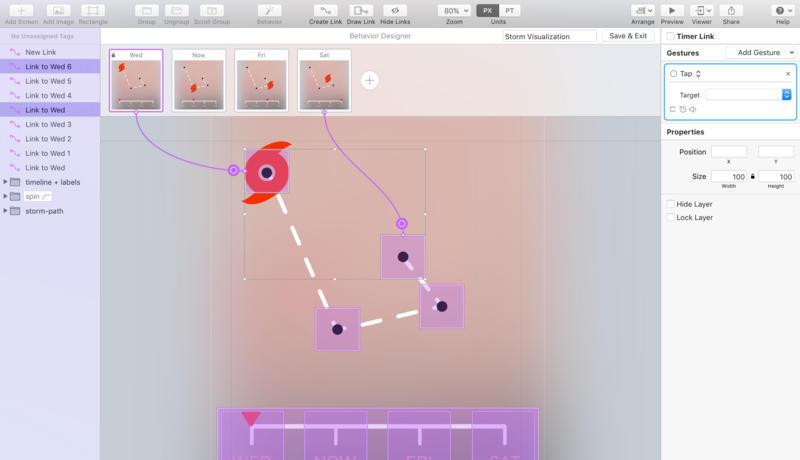 Add Screen Add Image Rectangle Group Ungroup Scroll Group Behavior Create Link Draw Link Hide Links 80% Zoom PX PT Units Arrange Preview Viewer Share ? Help
No Unassigned Tags
New Link
Link to Wed 6
Link to Wed 5
Link to Wed 4
Link to Wed
Link to Wed 3
Link to Wed 2
Link to Wed 1
Link to Wed
timeline + labels
spin
storm-path
Behavior Designer Storm Visualization Save & Exit
Wed Now Fri Sat
WED NOW FRI SAT
Timer Link
Gestures Add Gesture
Tap
Target
Properties
Position
X Y
Size 100 100
Width Height
Hide Layer
Lock Layer